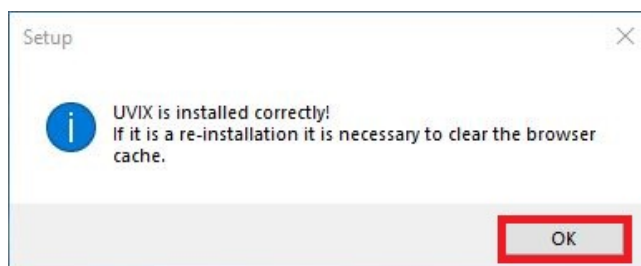 Setup
UVIX is installed correctly!
If it is a re-installation it is necessary to clear the browser
cache.
OK